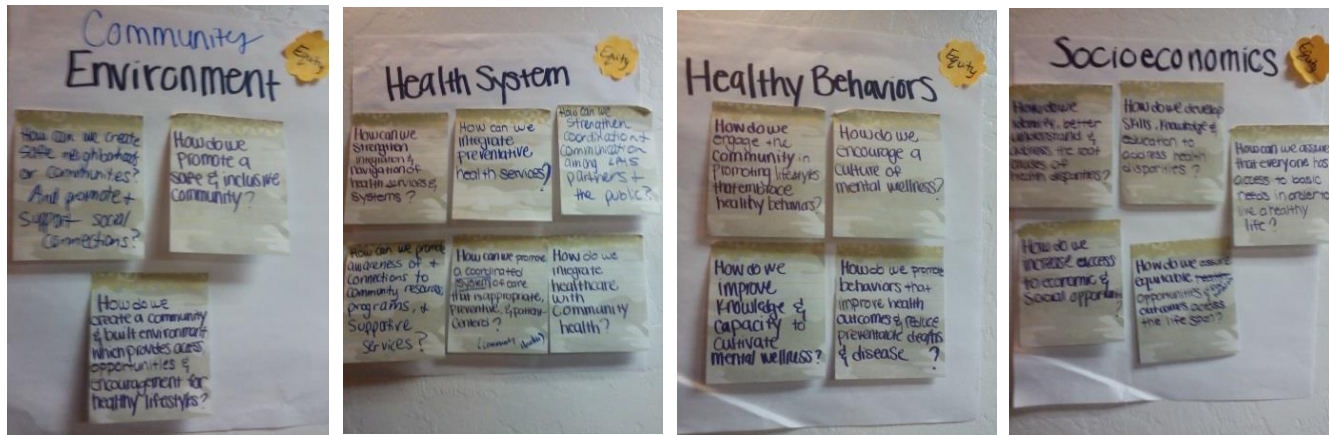 Community
Environment
Equity
How can we create
safe neighborhoods
or communities?
And promote +
support social
connections?
How do we
promote a
safe & inclusive
community?
How do we
create a community
& built environment
which provides access
opportunities &
encouragement for
healthy lifestyles?
Health System
Equity
How can we
strengthen
integration &
navigation of
health services &
systems?
How can we
integrate
preventative
health services?
How can we
strengthen
coordination +
communication
among LPHS
partners +
the public?
How can we promote
awareness of +
connections to
community resources,
programs, &
supportive
services?
How can we promote
a coordinated
system of care
that is appropriate,
preventive, & patient-
centered?
How do we
integrate
healthcare
with
community
health?
Healthy Behaviors
Equity
How do we
engage the
community in
promoting lifestyles
that embrace
healthy behaviors?
How do we
encourage a
culture of
mental wellness?
How do we
improve
knowledge &
capacity to
cultivate
mental wellness?
How do we promote
behaviors that
improve health
outcomes & reduce
preventable deaths
& disease?
Socioeconomics
Equity
How do we
identify, better
understand &
address the root
causes of
health disparities?
How do we develop
skills, knowledge &
education to
address health
disparities?
How can we assure
that everyone has
access to basic
needs in order to
live a healthy
life?
How do we
increase access
to economic &
social opportunity?
How do we assure
equitable
opportunities
outcomes across
the life span?